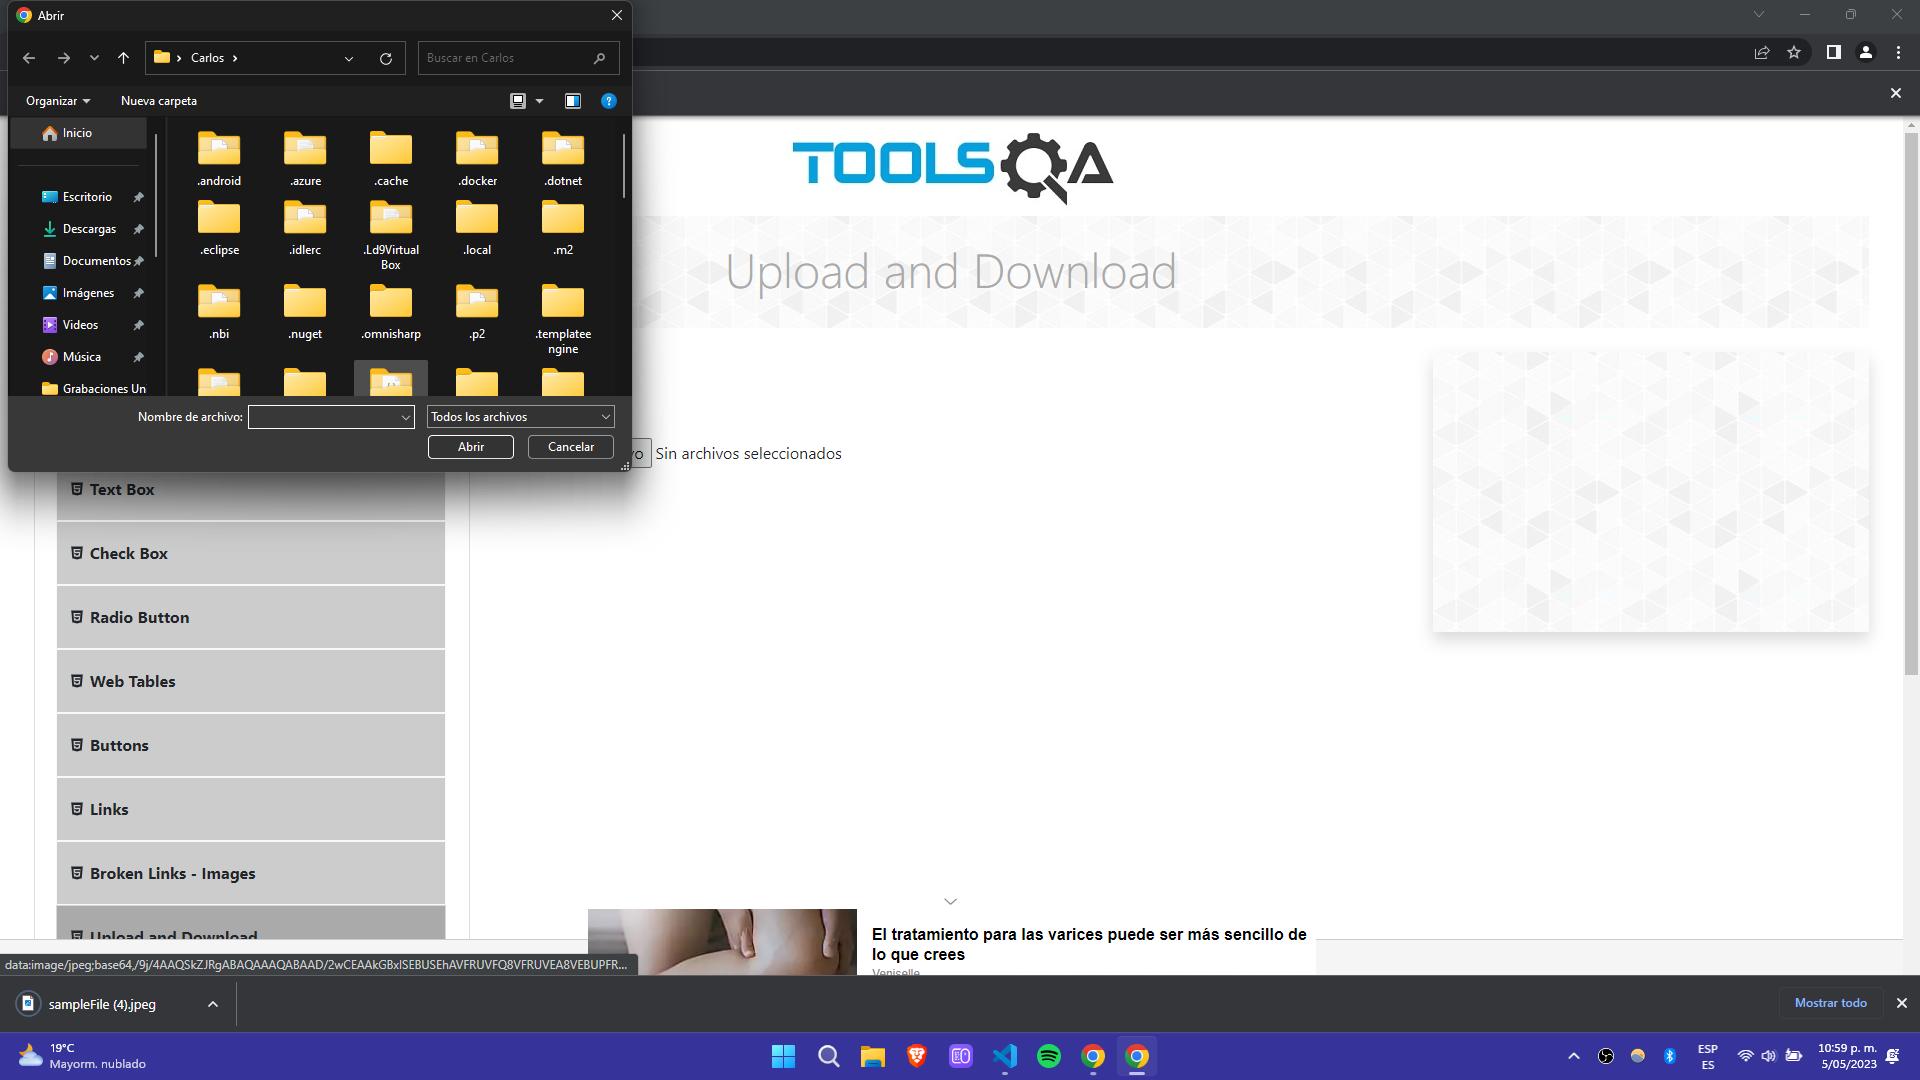 Abrir
Carlos
Buscar en Carlos
Organizar
Nueva carpeta
Inicio
Escritorio
Descargas
Documentos
Imágenes
Videos
Música
Grabaciones Un
.android
.azure
.cache
.docker
.dotnet
.eclipse
.idlerc
.Ld9Virtual
Box
.local
.m2
.nbi
.nuget
.omnisharp
.p2
.templatee
ngine
Nombre de archivo:
Todos los archivos
Abrir
Cancelar
TOOLSQA
Upload and Download
vo
Sin archivos seleccionados
Text Box
Check Box
Radio Button
Web Tables
Buttons
Links
Broken Links - Images
Upload and Download
El tratamiento para las varices puede ser más sencillo de
lo que crees
Veniselle
data:image/jpeg;base64,/9j/4AAQSkZJRgABAQAAAQABAAD/2wCEAAkGBxISEBUSEhAVFRUVFQ8VFRUVEA8VEBUPFR...
sampleFile (4).jpeg
Mostrar todo
19°C
Mayorm. nublado
ESP
ES
10:59 p. m.
5/05/2023